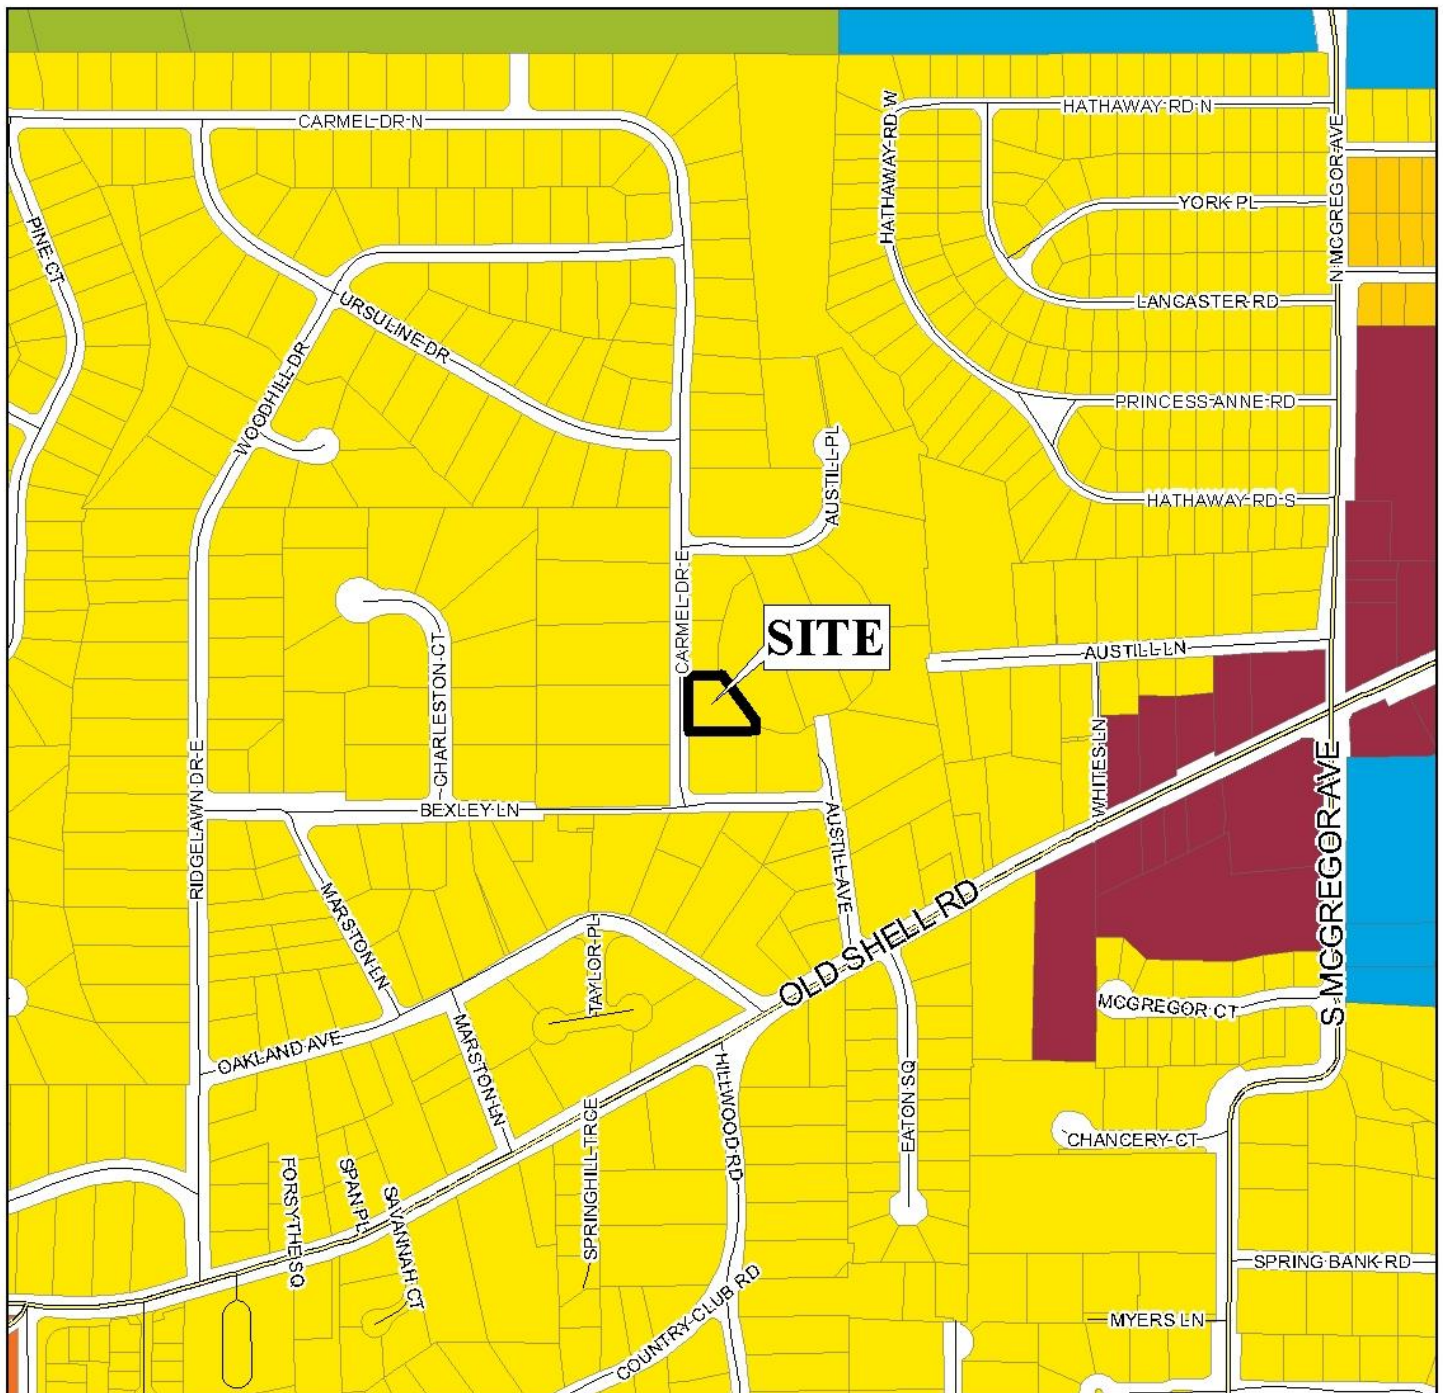 HATHAWAY RD N
CARMEL DR N
HATHAWAY RD W
N MCGREGOR AVE
YORK PL
PINE CT
LANCASTER RD
URSULINE DR
WOODHILL DR
PRINCESS ANNE RD
AUSTILL PL
HATHAWAY RD S
CARMEL DR E
SITE
AUSTILL LN
CHARLESTON CT
WHITES LN
RIDGELAWN DR E
BEXLEY LN
AUSTILL AVE
S MCGREGOR AVE
MARSTON LN
OLD SHELL RD
TAYLOR PL
MCGREGOR CT
OAKLAND AVE
MARSTON LN
HILLWOOD RD
EATON SQ
CHANCERY CT
SPRINGHILL TRCE
FORSYTHE SQ
SPAN PL
SAVANNAH CT
SPRING BANK RD
COUNTRY CLUB RD
MYERS LN